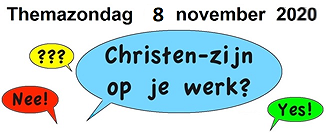 Themazondag 8 november 2020
???
Christen-zijn
op je werk?
Nee!
Yes!